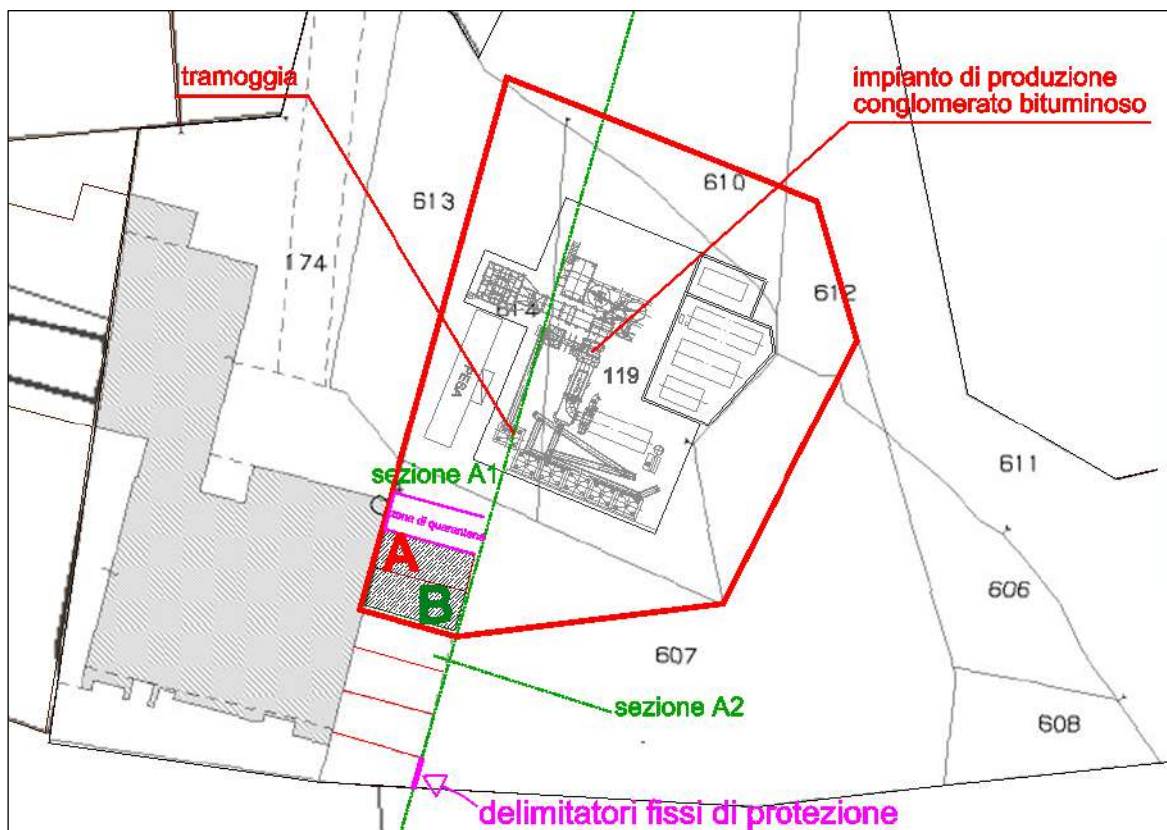 tramoggia
impianto di produzione
conglomerato bituminoso
610
613
174
612
614
119
PESA
sezione A1
611
zona di quarantena
A
B
606
607
sezione A2
608
delimitatori fissi di protezione